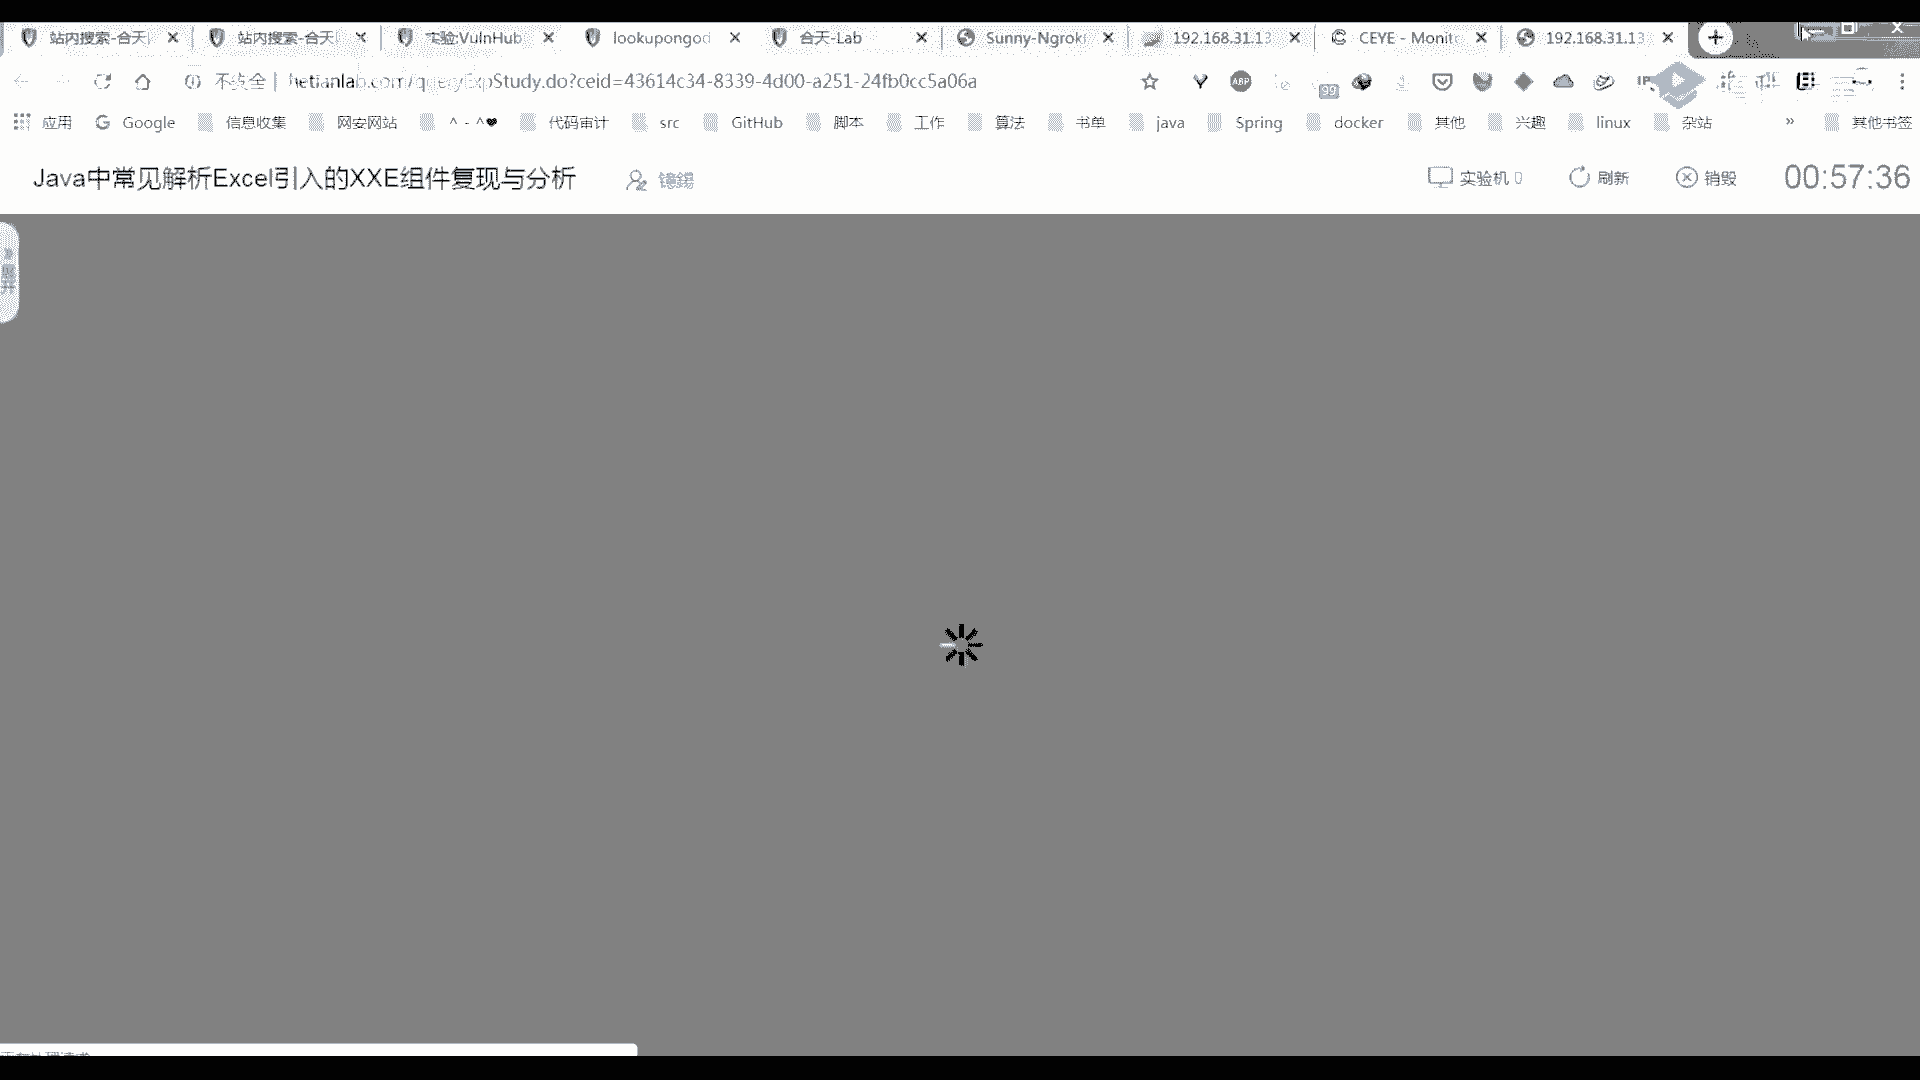 站内搜索-合天
站内搜索-合天
实验:VulnHub
lookupongod
合天-Lab
Sunny-Ngrok
192.168.31.13
CEYE - Monit
192.168.31.13
不安全 | hetianlab.com/queryExpStudy.do?ceid=43614c34-8339-4d00-a251-24fb0cc5a06a
ABP
99
应用 Google 信息收集 网安网站 ^ - ^❤ 代码审计 src GitHub 脚本 工作 算法 书单 java Spring docker 其他 兴趣 linux 杂站 » 其他书签
Java中常见解析Excel引入的XXE组件复现与分析
实验机 刷新 销毁 00:57:36
展开